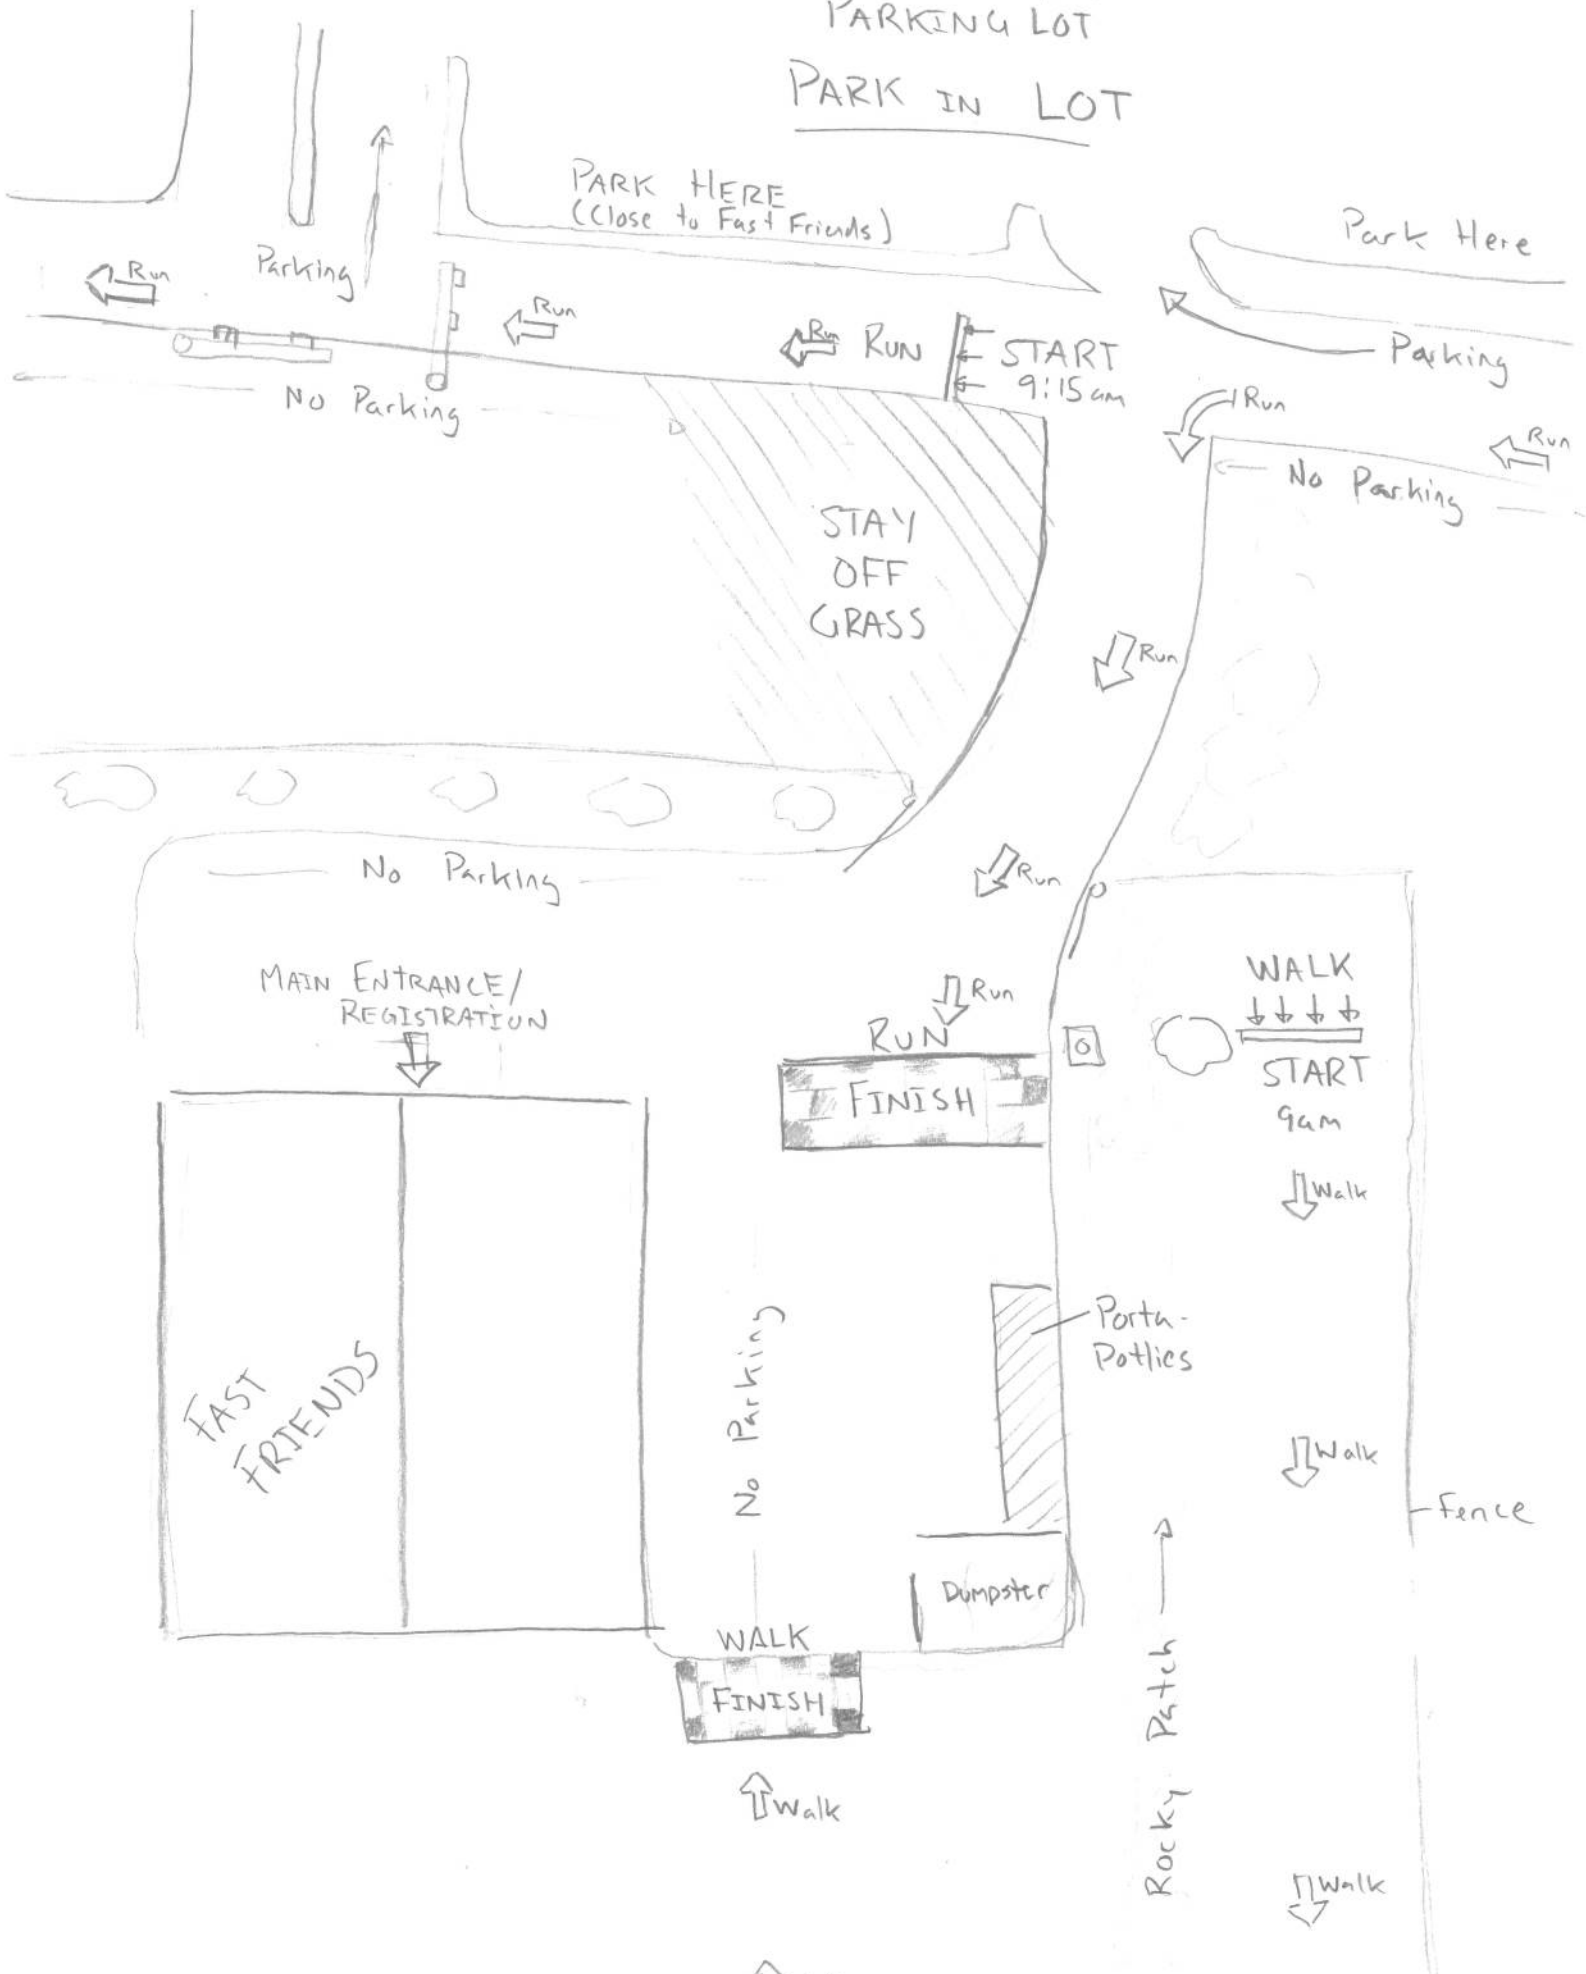 PARKING LOT
PARK IN LOT
PARK HERE
(Close to Fast Friends)
Park Here
Parking
Run
Run
Run
RUN
START
9:15am
Parking
Run
Run
No Parking
No Parking
STAY
OFF
GRASS
Run
No Parking
Run
MAIN ENTRANCE/
REGISTRATION
Run
RUN
FINISH
WALK
START
9am
Walk
Porta-
Potlies
No Parking
FAST
FRIENDS
Walk
Fence
Dumpster
WALK
FINISH
Rocky Patch
Walk
Walk